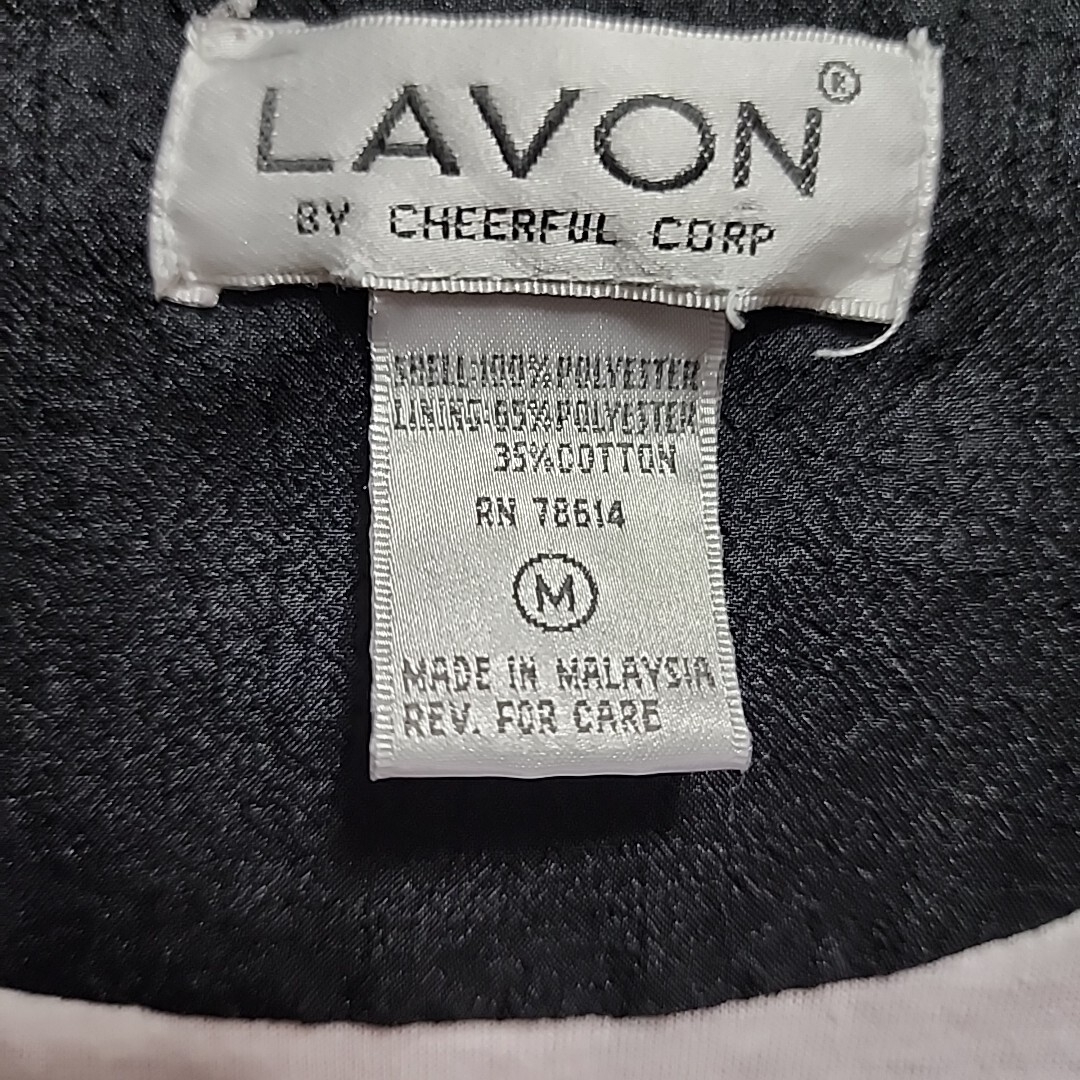 LAVON®
BY CHEERFUL CORP
SHELL:100%POLYESTER
LINING:65%POLYESTER
35%COTTON
RN 78614
M
MADE IN MALAYSIA
REV. FOR CARE